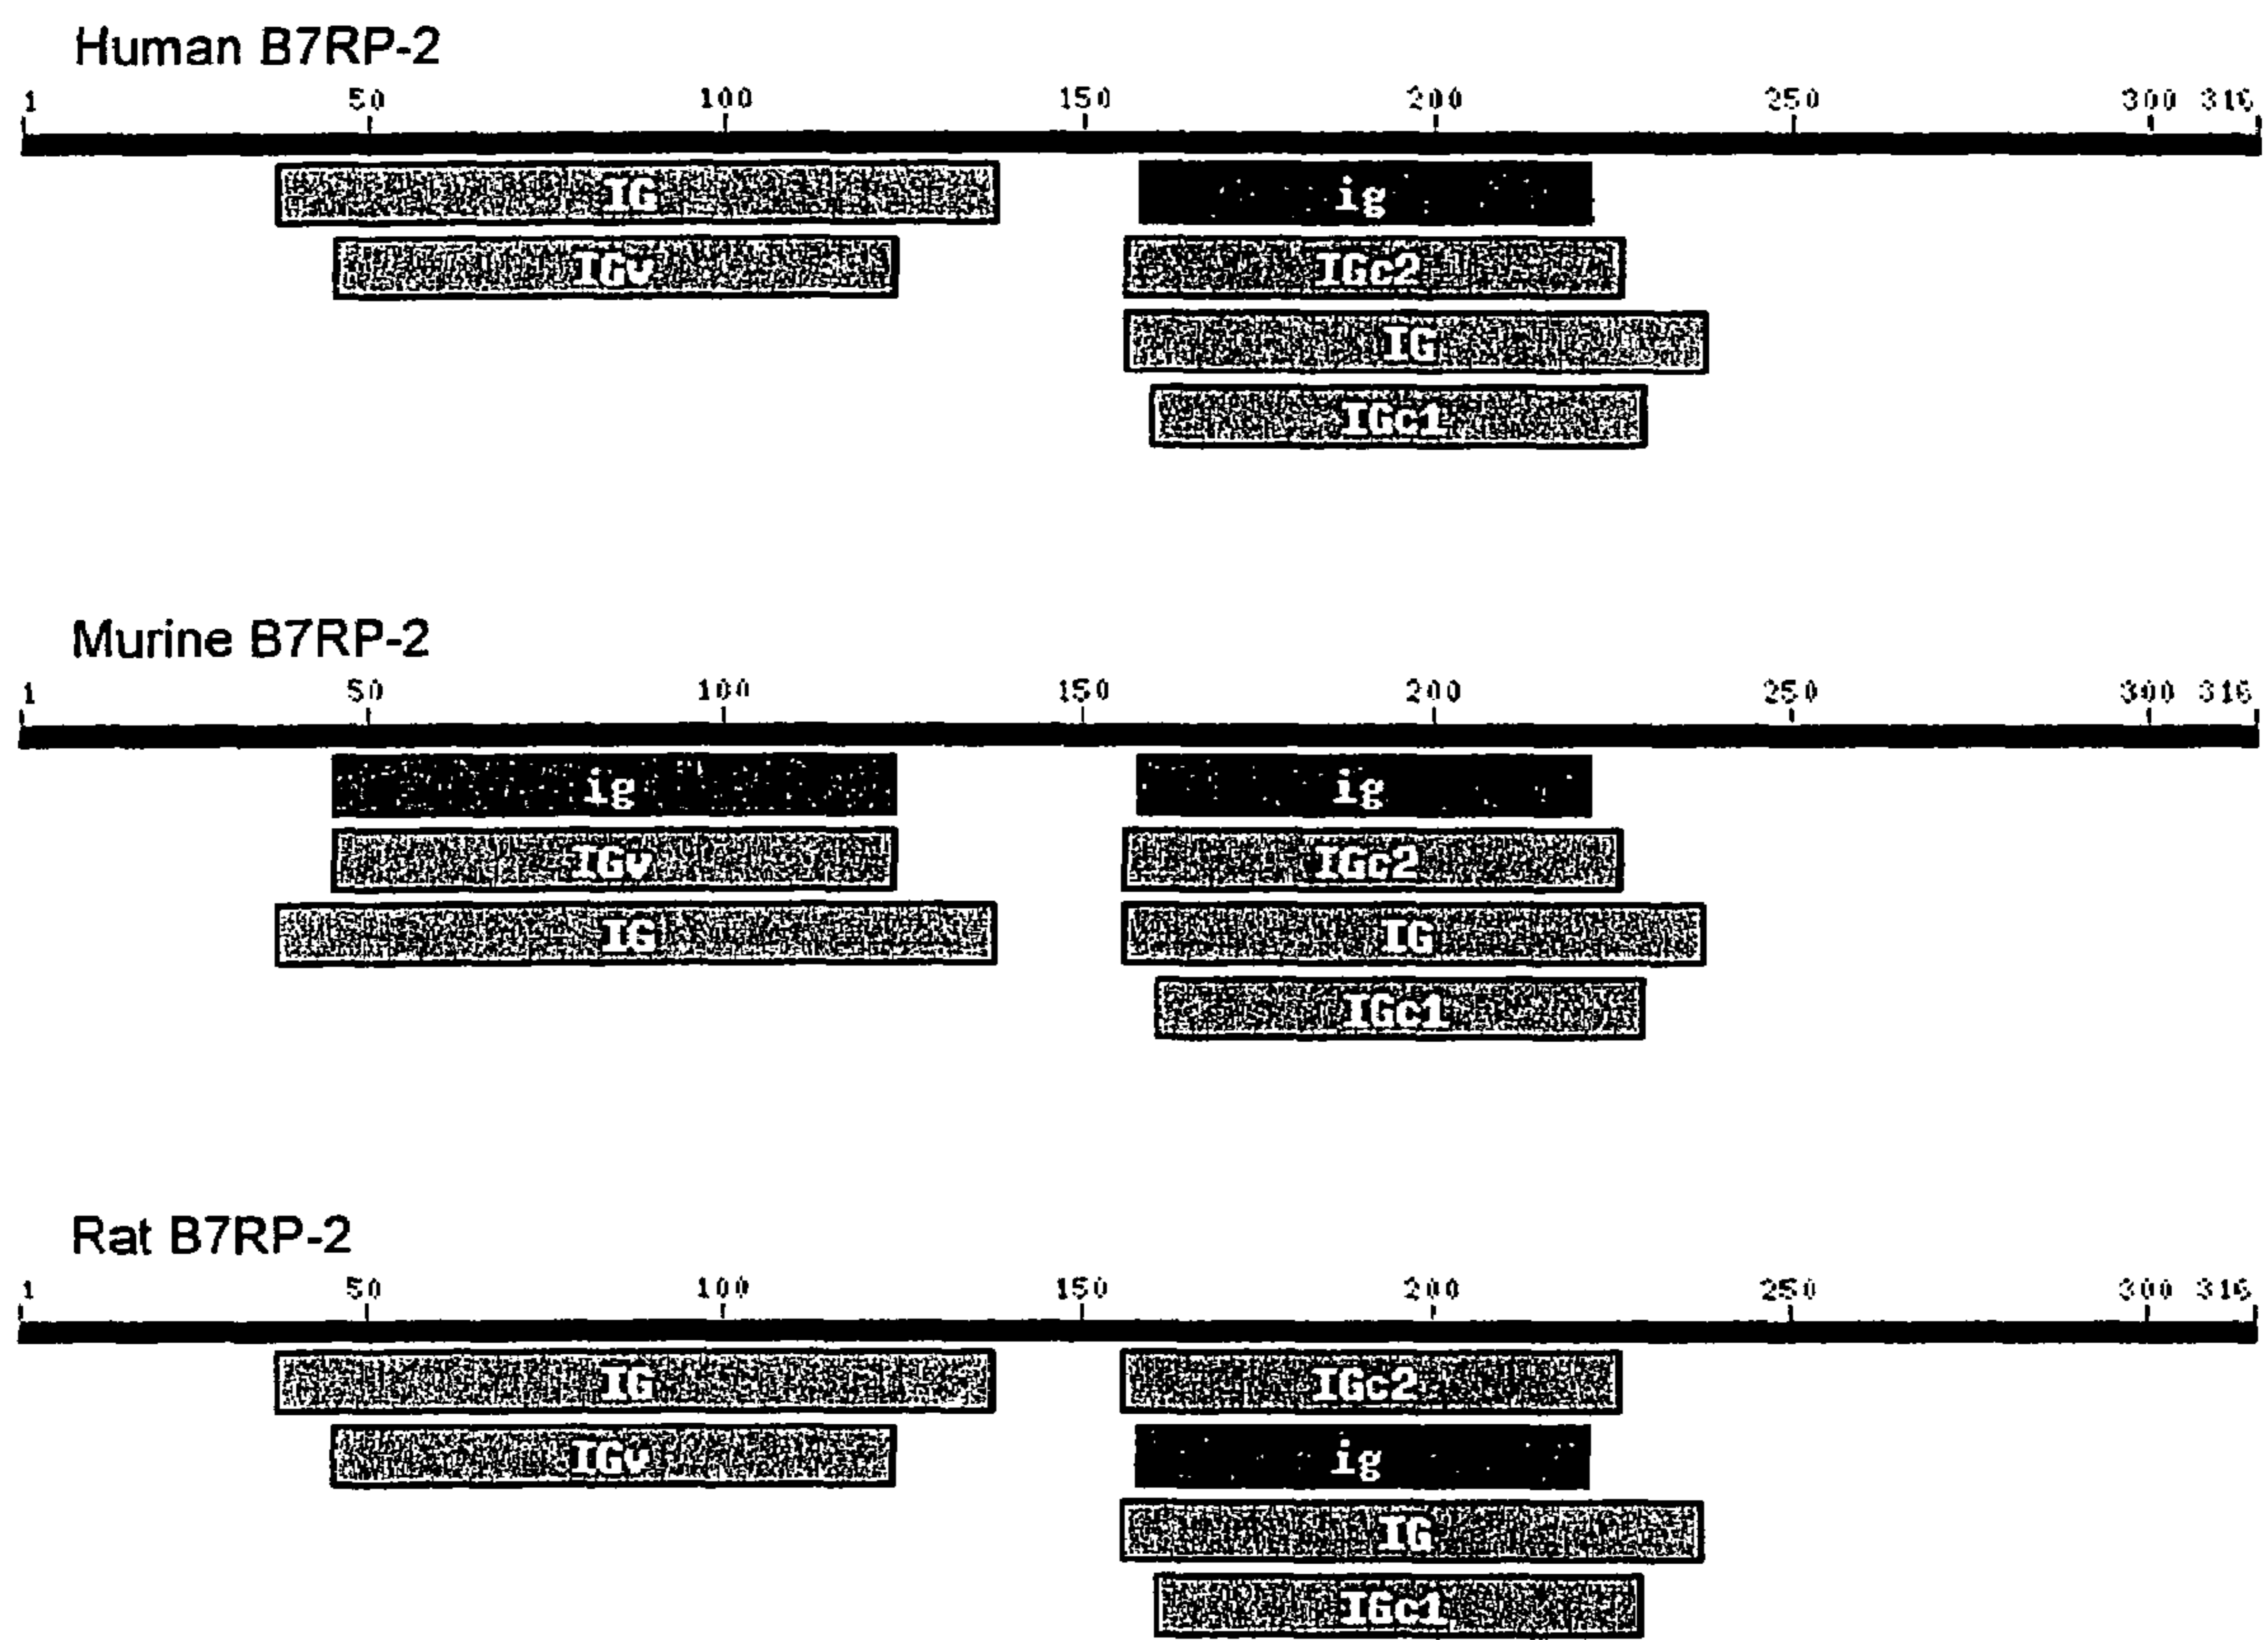 Human B7RP-2
1 50 100 150 200 250 300 316
IG ig
IGv IGc2
IG
IGc1
Murine B7RP-2
1 50 100 150 200 250 300 316
ig ig
IGv IGc2
IG IG
IGc1
Rat B7RP-2
1 50 100 150 200 250 300 316
IG IGc2
IGv ig
IG
IGc1